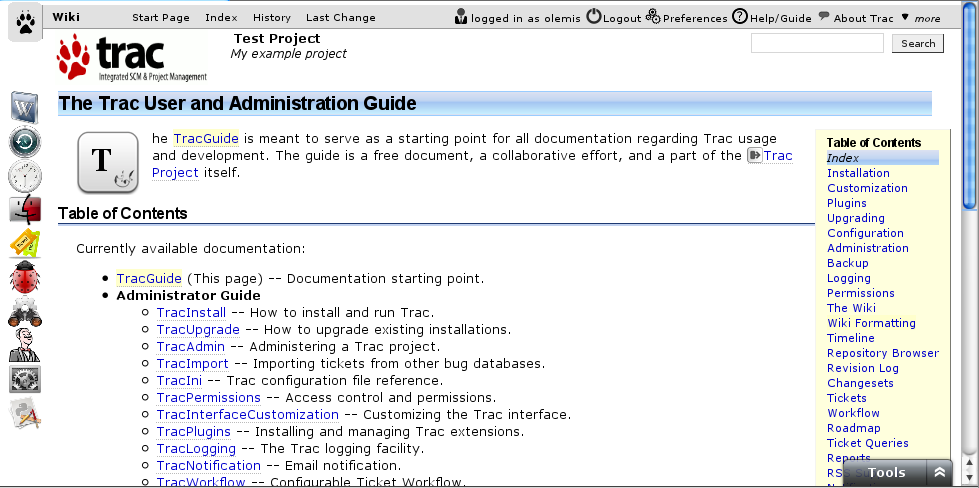 Wiki Start Page Index History Last Change logged in as olemis Logout Preferences Help/Guide About Trac more
trac
Integrated SCM & Project Management
Test Project
My example project
Search
The Trac User and Administration Guide
T
he TracGuide is meant to serve as a starting point for all documentation regarding Trac usage
and development. The guide is a free document, a collaborative effort, and a part of the Trac
Project itself.
Table of Contents
Currently available documentation:
TracGuide (This page) -- Documentation starting point.
Administrator Guide
TracInstall -- How to install and run Trac.
TracUpgrade -- How to upgrade existing installations.
TracAdmin -- Administering a Trac project.
TracImport -- Importing tickets from other bug databases.
TracIni -- Trac configuration file reference.
TracPermissions -- Access control and permissions.
TracInterfaceCustomization -- Customizing the Trac interface.
TracPlugins -- Installing and managing Trac extensions.
TracLogging -- The Trac logging facility.
TracNotification -- Email notification.
TracWorkflow -- Configurable Ticket Workflow.
Table of Contents
Index
Installation
Customization
Plugins
Upgrading
Configuration
Administration
Backup
Logging
Permissions
The Wiki
Wiki Formatting
Timeline
Repository Browser
Revision Log
Changesets
Tickets
Workflow
Roadmap
Ticket Queries
Reports
RSS
Tools